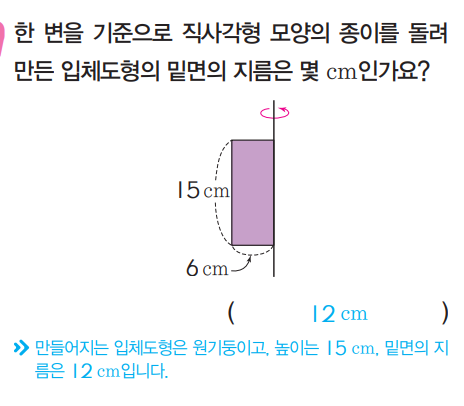 한 변을 기준으로 직사각형 모양의 종이를 돌려
만든 입체도형의 밑면의 지름은 몇 cm인가요?
15 cm
6 cm
( 12 cm )
만들어지는 입체도형은 원기둥이고, 높이는 15 cm, 밑면의 지
름은 12 cm입니다.